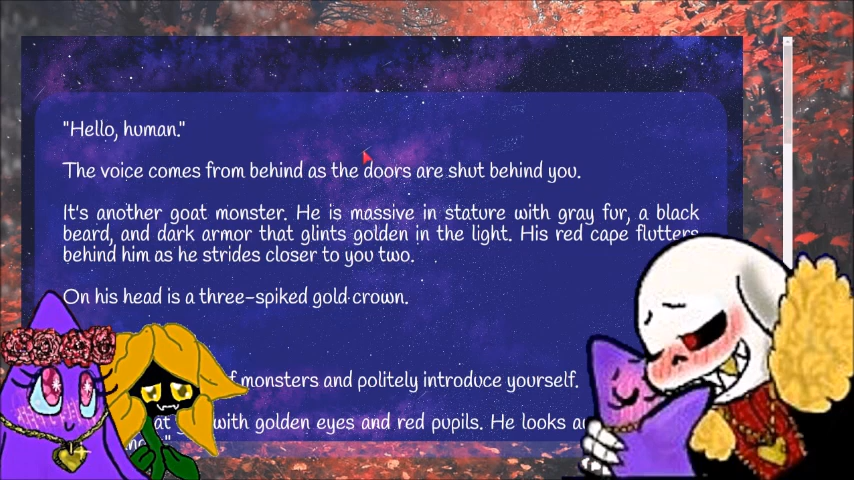 "Hello, human."
The voice comes from behind as the doors are shut behind you.
It's another goat monster. He is massive in stature with gray fur, a black
beard, and dark armor that glints golden in the light. His red cape flutters
behind him as he strides closer to you two.
On his head is a three-spiked gold crown.
of monsters and politely introduce yourself.
at with golden eyes and red pupils. He looks